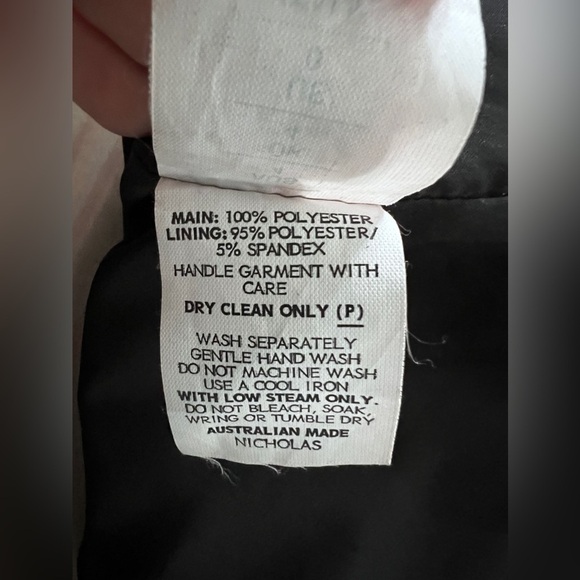 MAIN: 100% POLYESTER
LINING: 95% POLYESTER/
5% SPANDEX
HANDLE GARMENT WITH
CARE
DRY CLEAN ONLY (P)
WASH SEPARATELY
GENTLE HAND WASH
DO NOT MACHINE WASH
USE A COOL IRON
WITH LOW STEAM ONLY.
DO NOT BLEACH, SOAK,
WRING OR TUMBLE DRY
AUSTRALIAN MADE
NICHOLAS